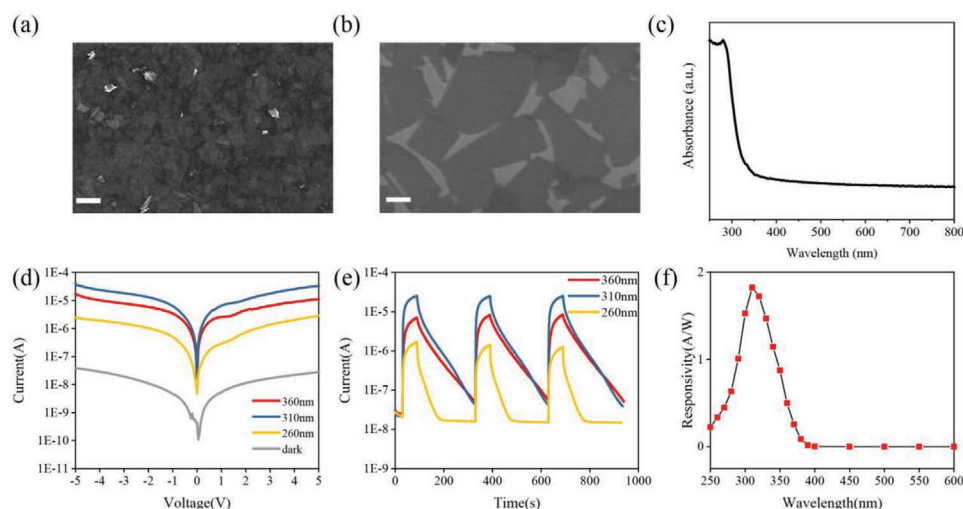 (a)
(b)
(c)
Absorbance (a.u.)
300 400 500 600 700 800
Wavelength (nm)
(d)
Current(A)
1E-4
1E-5
1E-6
1E-7
1E-8
1E-9
1E-10
1E-11
360nm
310nm
260nm
dark
-5 -4 -3 -2 -1 0 1 2 3 4 5
Voltage(V)
(e)
Current(A)
1E-4
1E-5
1E-6
1E-7
1E-8
1E-9
360nm
310nm
260nm
0 200 400 600 800 1000
Time(s)
(f)
Responsivity(A/W)
2
1
0
250 300 350 400 450 500 550 600
Wavelength(nm)